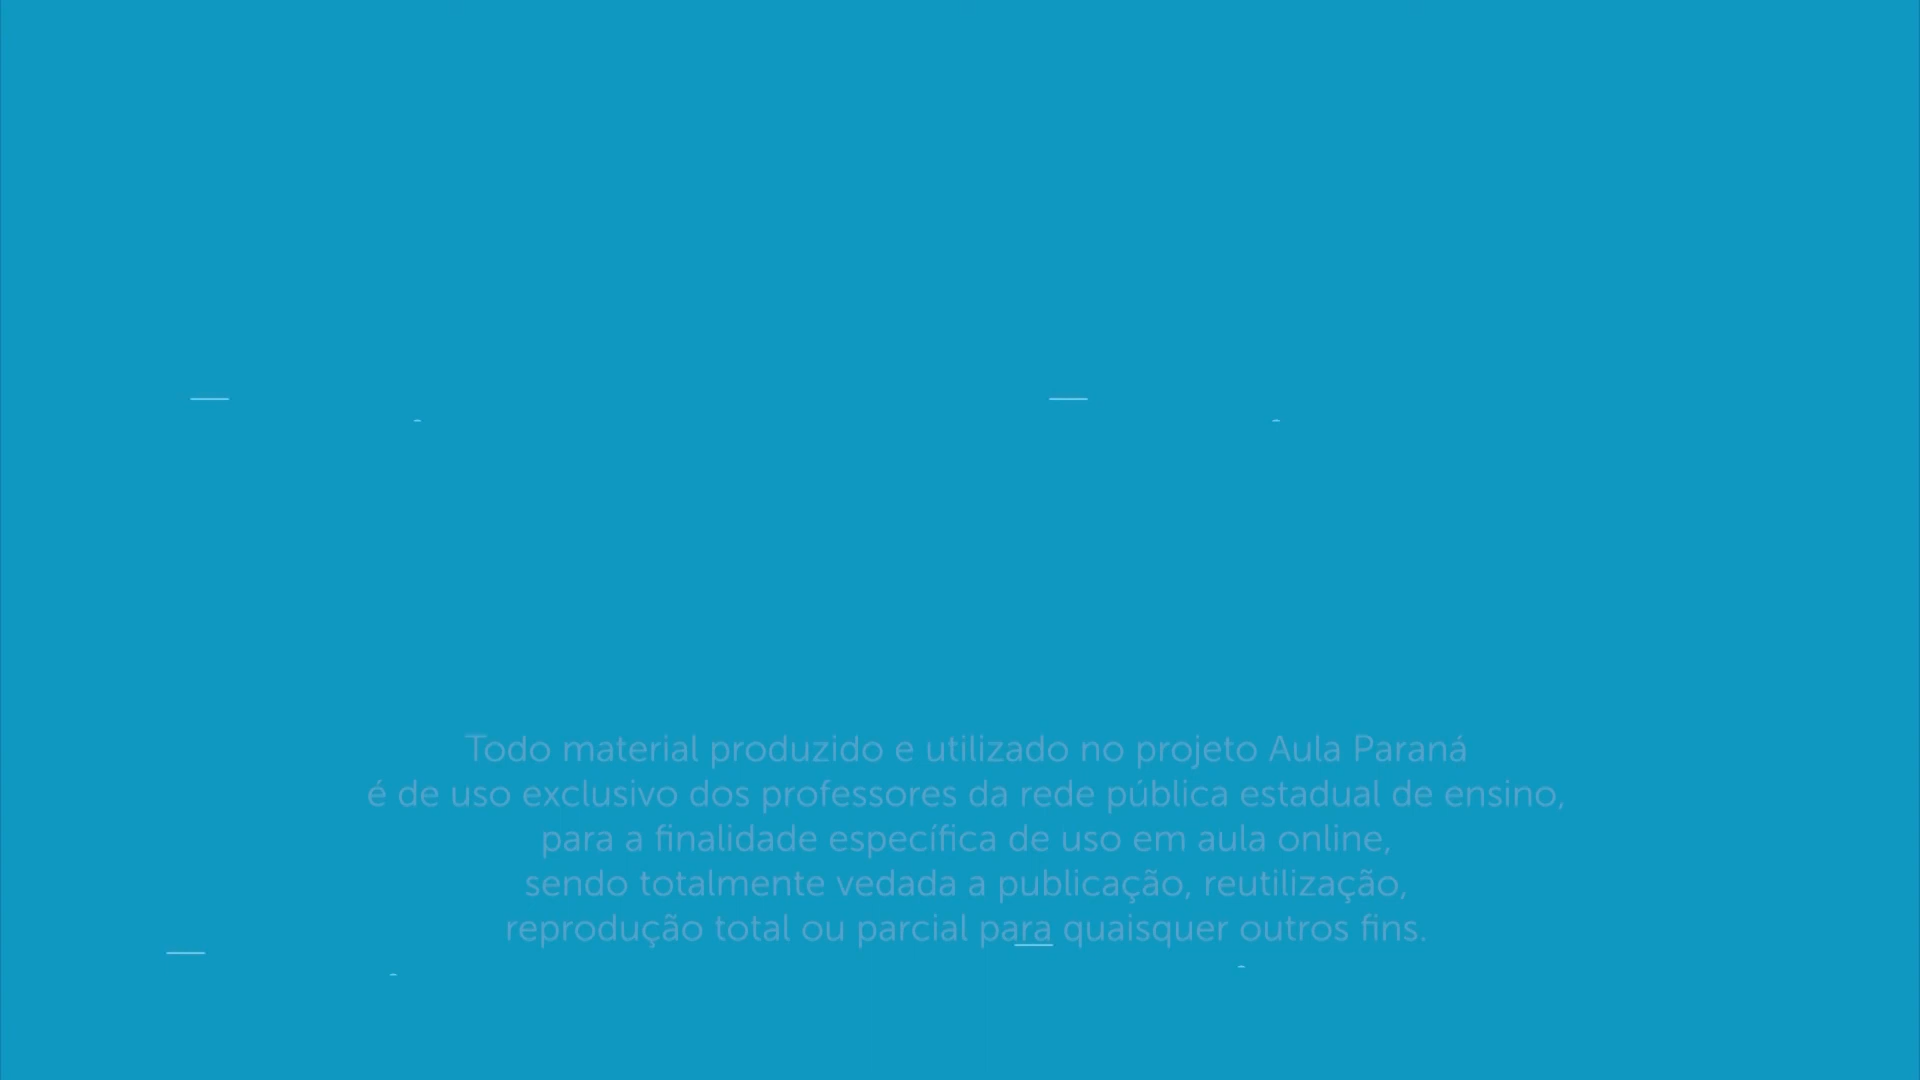 Todo material produzido e utilizado no projeto Aula Paraná
é de uso exclusivo dos professores da rede pública estadual de ensino,
para a finalidade específica de uso em aula online,
sendo totalmente vedada a publicação, reutilização,
reprodução total ou parcial para quaisquer outros fins.